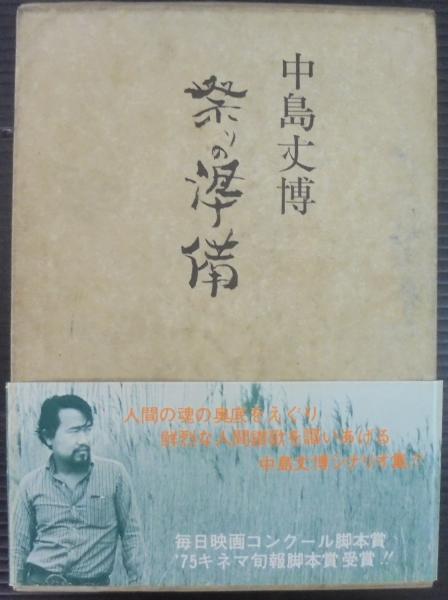 中島丈博
祭りの準備
人間の魂の奥底をえぐり
鮮烈な人間讃歌を謳いあげる
中島丈博シナリオ集!
毎日映画コンクール脚本賞
'75キネマ旬報脚本賞受賞!!